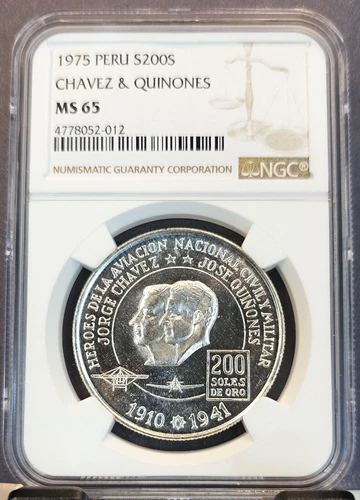 1975 PERU S200S
CHAVEZ & QUINONES
MS 65
4778052-012
NUMISMATIC GUARANTY CORPORATION
NGC
HEROES DE LA AVIACION NACIONAL CIVIL Y MILITAR
JORGE CHAVEZ ★ ★ JOSE QUIÑONES
200
SOLES
DE ORO
1910 1941